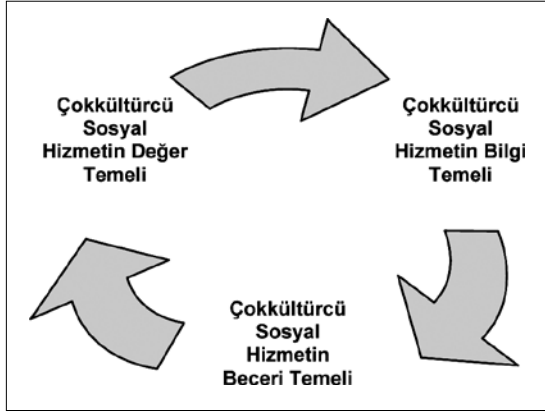 Çokkültürcü
Sosyal
Hizmetin Değer
Temeli
Çokkültürcü
Sosyal
Hizmetin Bilgi
Temeli
Çokkültürcü
Sosyal
Hizmetin
Beceri Temeli